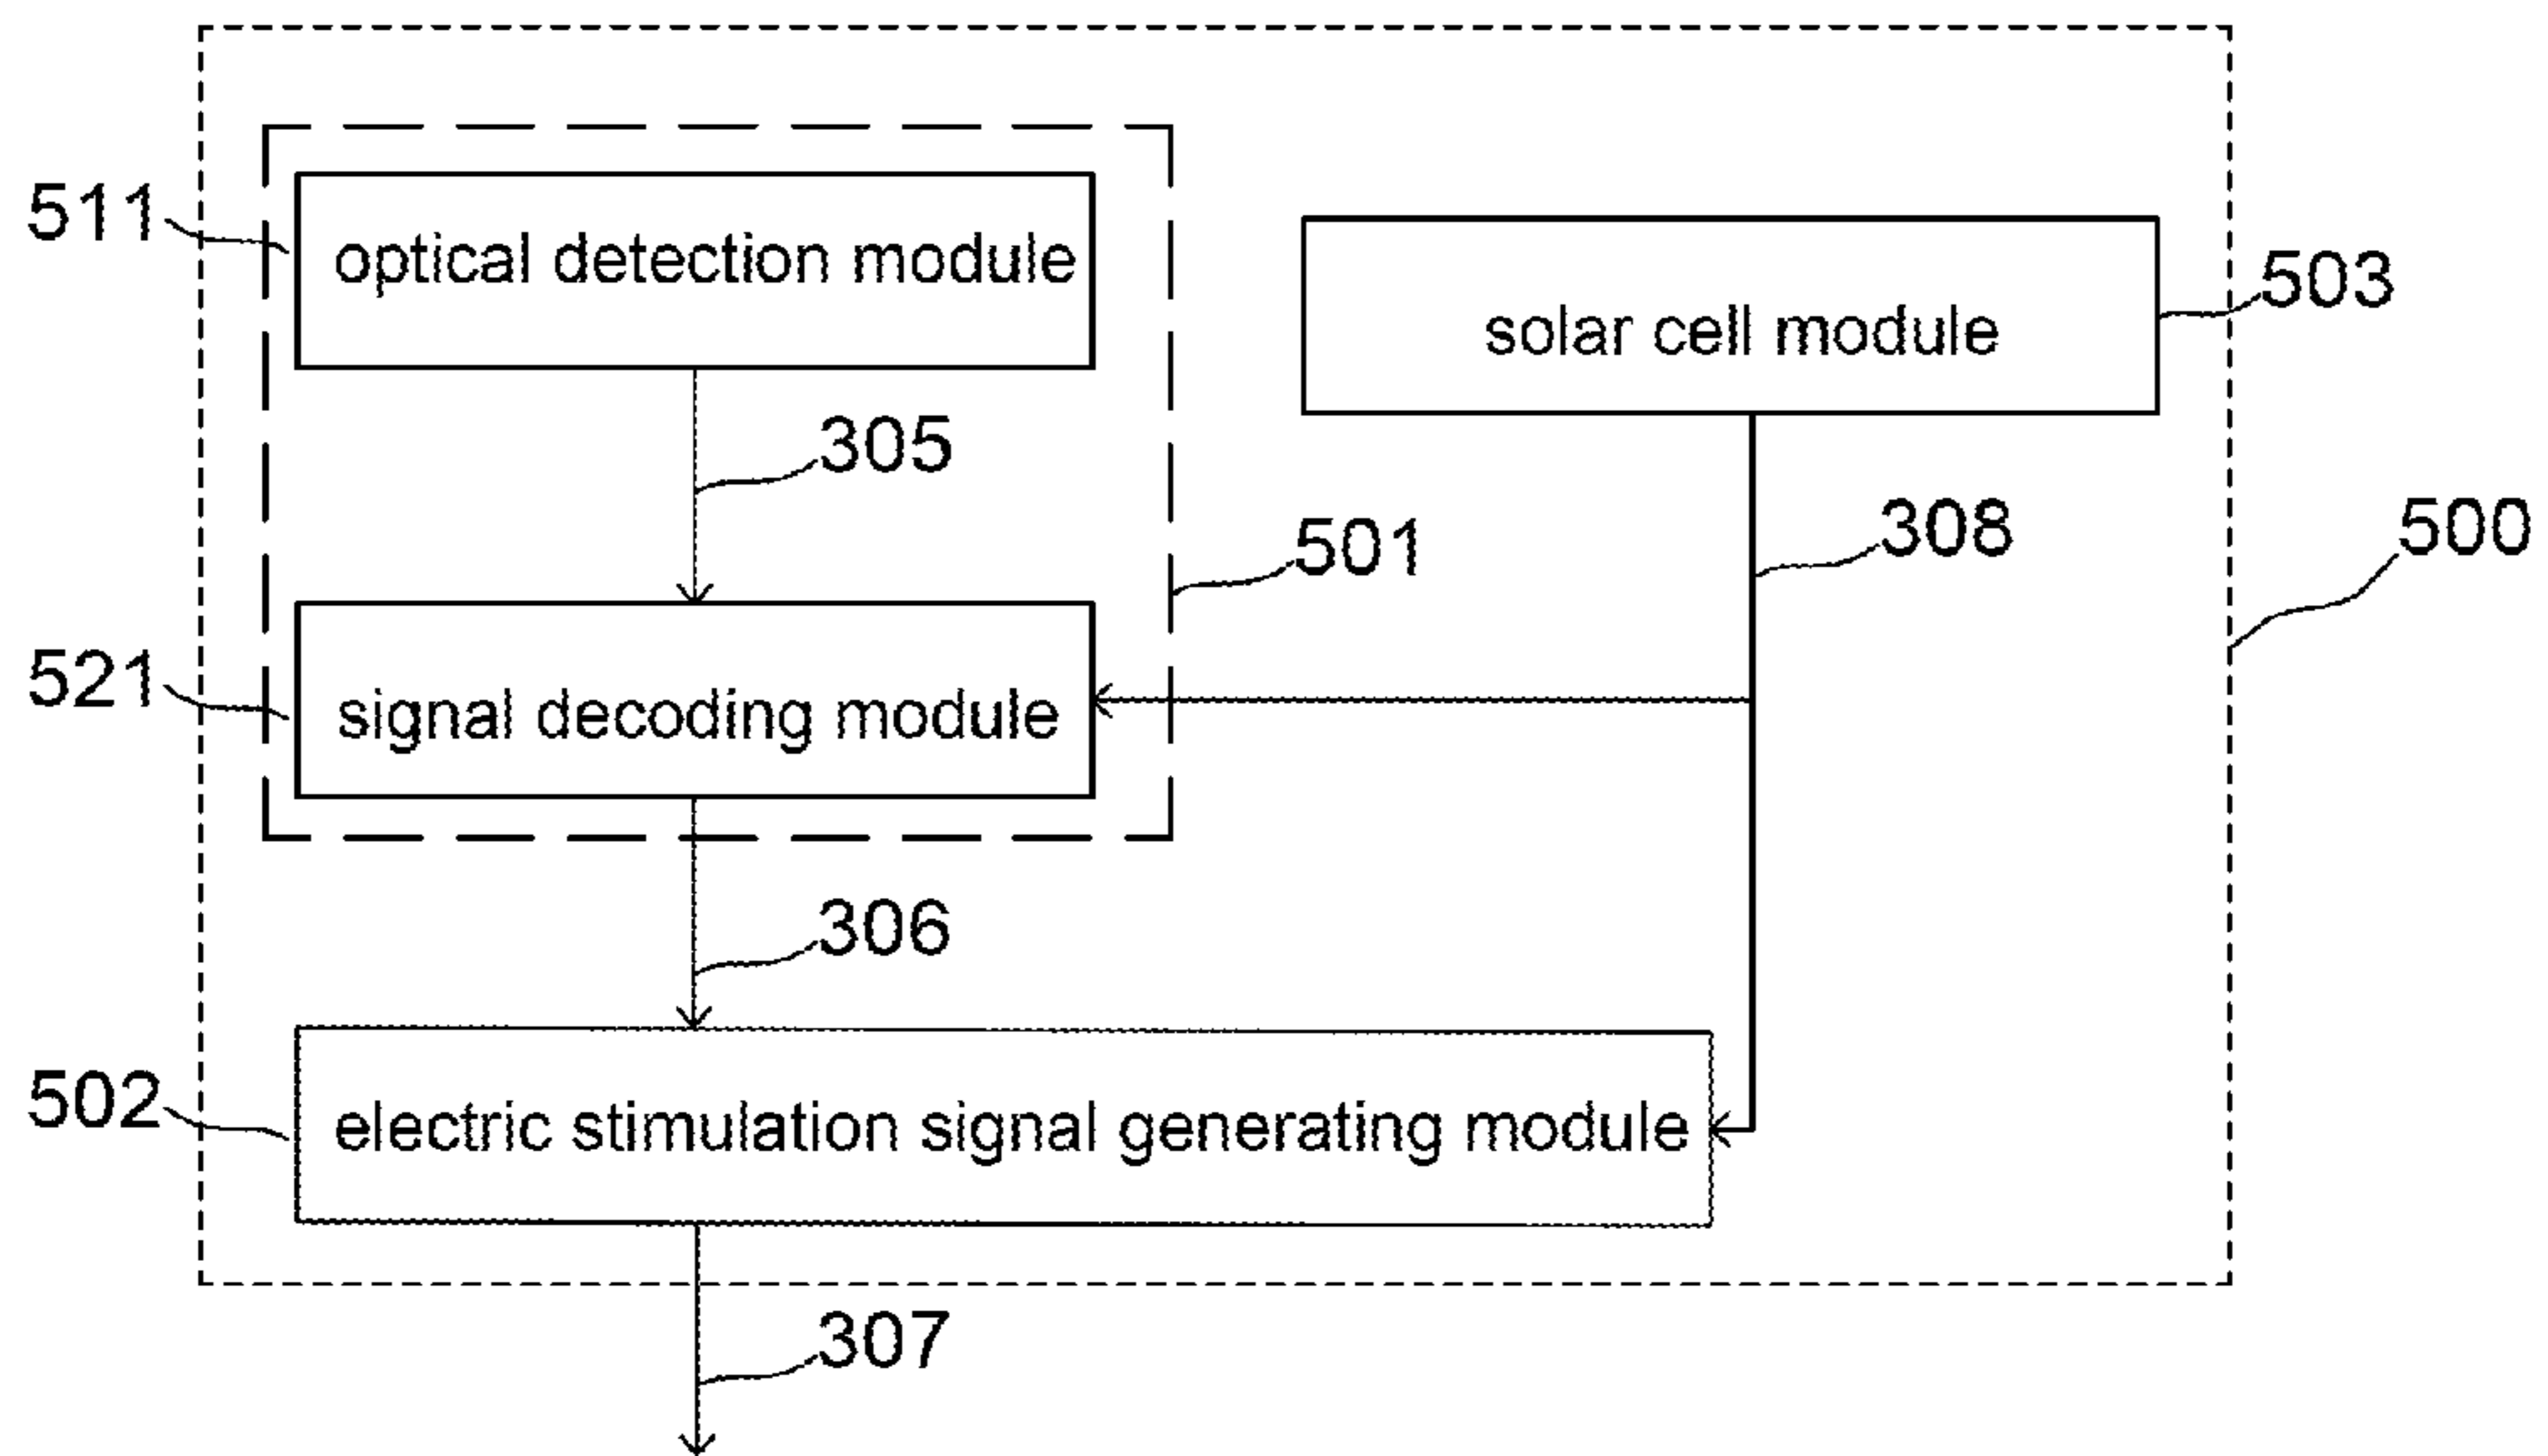 511
optical detection module
503
solar cell module
305
308
500
501
521
signal decoding module
306
502
electric stimulation signal generating module
307